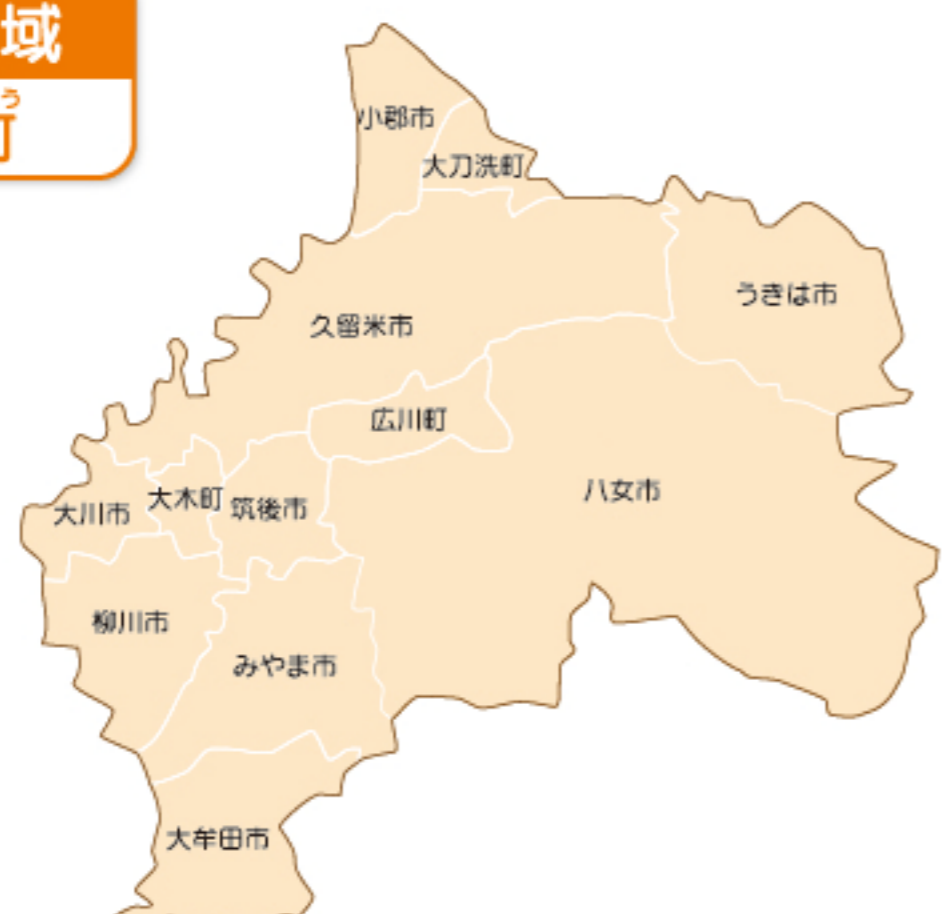 域
う
町
小郡市
大刀洗町
うきは市
久留米市
広川町
八女市
大木町
筑後市
大川市
柳川市
みやま市
大牟田市